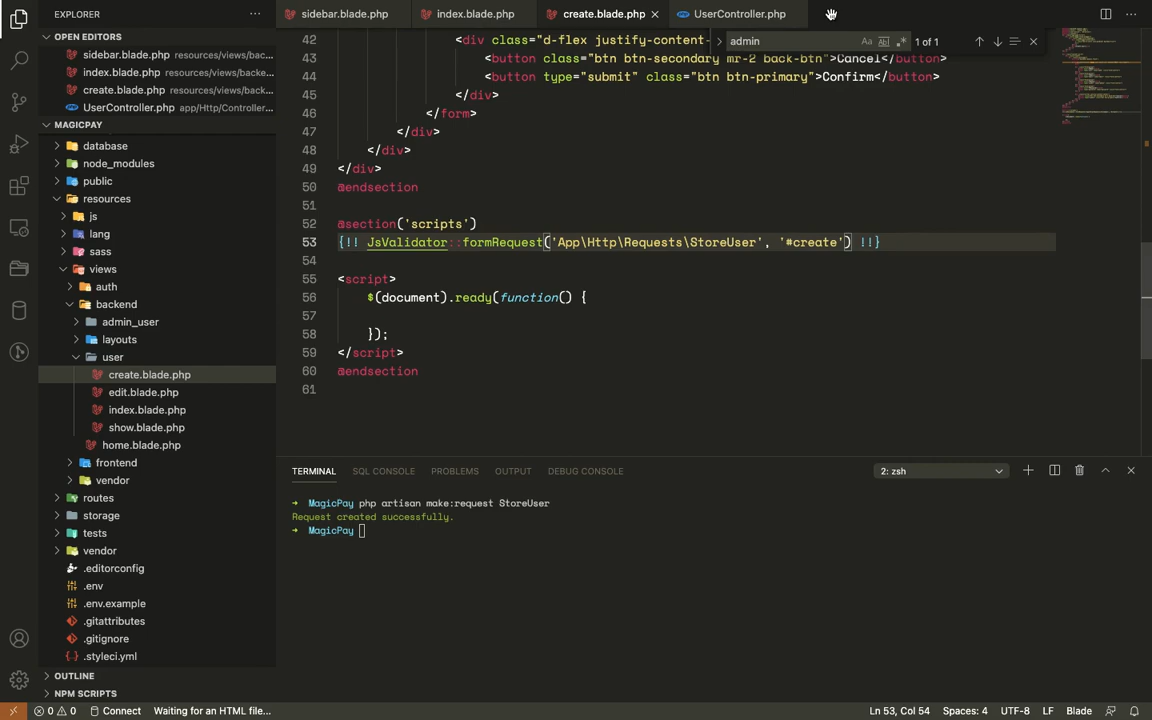 EXPLORER
OPEN EDITORS
sidebar.blade.php resources/views/bac...
index.blade.php resources/views/backe...
create.blade.php resources/views/back...
UserController.php app/Http/Controller...
MAGICPAY
database
node_modules
public
resources
js
lang
sass
views
auth
backend
admin_user
layouts
user
create.blade.php
edit.blade.php
index.blade.php
show.blade.php
home.blade.php
frontend
vendor
routes
storage
tests
vendor
.editorconfig
.env
.env.example
.gitattributes
.gitignore
.styleci.yml
OUTLINE
NPM SCRIPTS
sidebar.blade.php index.blade.php create.blade.php UserController.php
admin Aa Ab .* 1 of 1
42 <div class="d-flex justify-content-
43 <button class="btn btn-secondary mr-2 back-btn">Cancel</button>
44 <button type="submit" class="btn btn-primary">Confirm</button>
45 </div>
46 </form>
47 </div>
48 </div>
49 </div>
50 @endsection
51
52 @section('scripts')
53 {!! JsValidator::formRequest('App\Http\Requests\StoreUser', '#create') !!}
54
55 <script>
56 $(document).ready(function() {
57
58 });
59 </script>
60 @endsection
61
TERMINAL SQL CONSOLE PROBLEMS OUTPUT DEBUG CONSOLE 2: zsh
→ MagicPay php artisan make:request StoreUser
Request created successfully.
→ MagicPay
0 0 Connect Waiting for an HTML file... Ln 53, Col 54 Spaces: 4 UTF-8 LF Blade